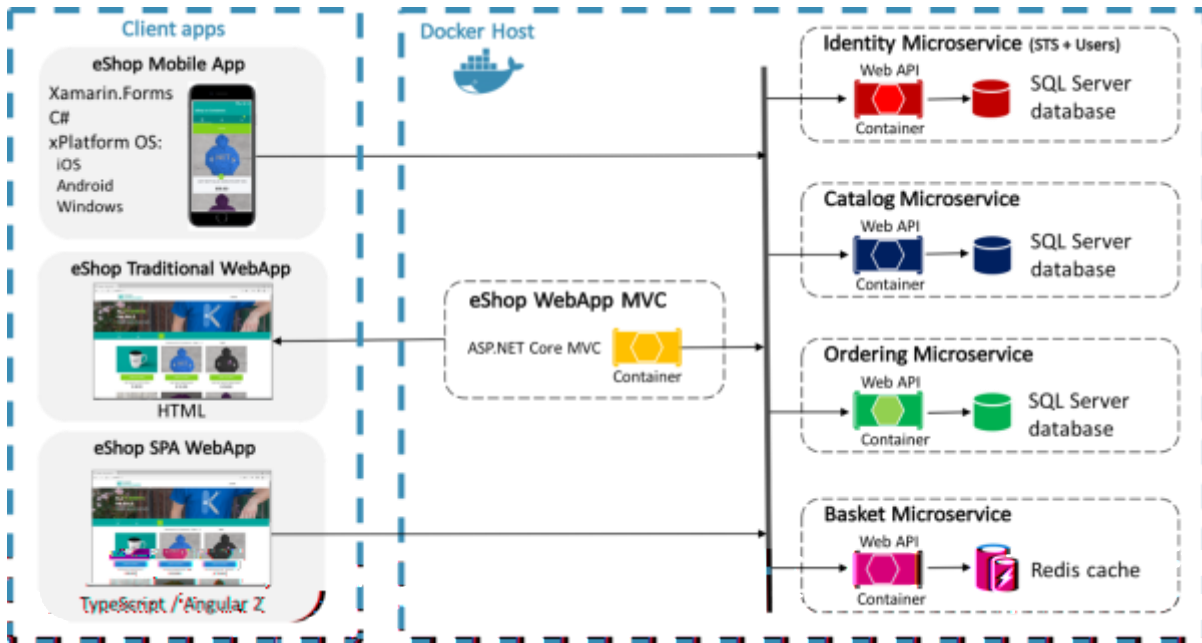 Client apps
eShop Mobile App
Xamarin.Forms
C#
xPlatform OS:
iOS
Android
Windows
eShop Traditional WebApp
HTML
eShop SPA WebApp
TypeScript / Angular 2
Docker Host
eShop WebApp MVC
ASP.NET Core MVC
Container
Identity Microservice (STS + Users)
Web API
Container
SQL Server
database
Catalog Microservice
Web API
Container
SQL Server
database
Ordering Microservice
Web API
Container
SQL Server
database
Basket Microservice
Web API
Container
Redis cache